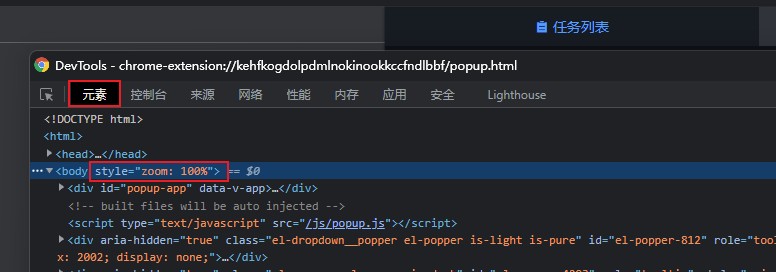 任务列表
DevTools - chrome-extension://kehfkogdolpdmlnokinookkccfndlbbf/popup.html
元素 控制台 来源 网络 性能 内存 应用 安全 Lighthouse
<!DOCTYPE html>
<html>
<head>…</head>
<body style="zoom: 100%"> == $0
<div id="popup-app" data-v-app>…</div>
<!-- built files will be auto injected -->
<script type="text/javascript" src="/js/popup.js"></script>
<div aria-hidden="true" class="el-dropdown__popper el-popper is-light is-pure" id="el-popper-812" role="too
x: 2002; display: none;">…</div>